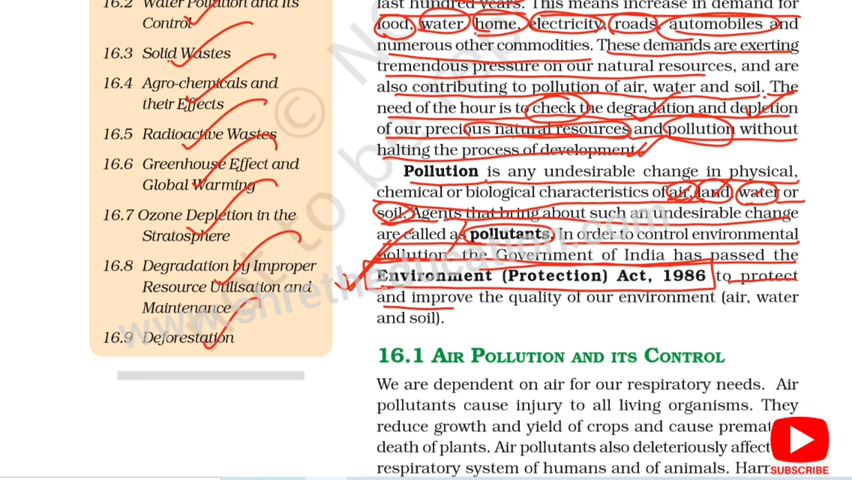 16.2 Water Pollution and Its
Control
16.3 Solid Wastes
16.4 Agro-chemicals and
their Effects
16.5 Radioactive Wastes
16.6 Greenhouse Effect and
Global Warming
16.7 Ozone Depletion in the
Stratosphere
16.8 Degradation by Improper
Resource Utilisation and
Maintenance
16.9 Deforestation
last hundred years. This means increase in demand for
food, water, home, electricity, roads, automobiles and
numerous other commodities. These demands are exerting
tremendous pressure on our natural resources, and are
also contributing to pollution of air, water and soil. The
need of the hour is to check the degradation and depletion
of our precious natural resources and pollution without
halting the process of development.
Pollution is any undesirable change in physical,
chemical or biological characteristics of air, land, water or
soil. Agents that bring about such an undesirable change
are called as pollutants. In order to control environmental
pollution, the Government of India has passed the
Environment (Protection) Act, 1986 to protect
and improve the quality of our environment (air, water
and soil).
16.1 AIR POLLUTION AND ITS CONTROL
We are dependent on air for our respiratory needs. Air
pollutants cause injury to all living organisms. They
reduce growth and yield of crops and cause
death of plants. Air pollutants also deleteriously affect
respiratory system of humans and of animals.
SUBSCRIBE